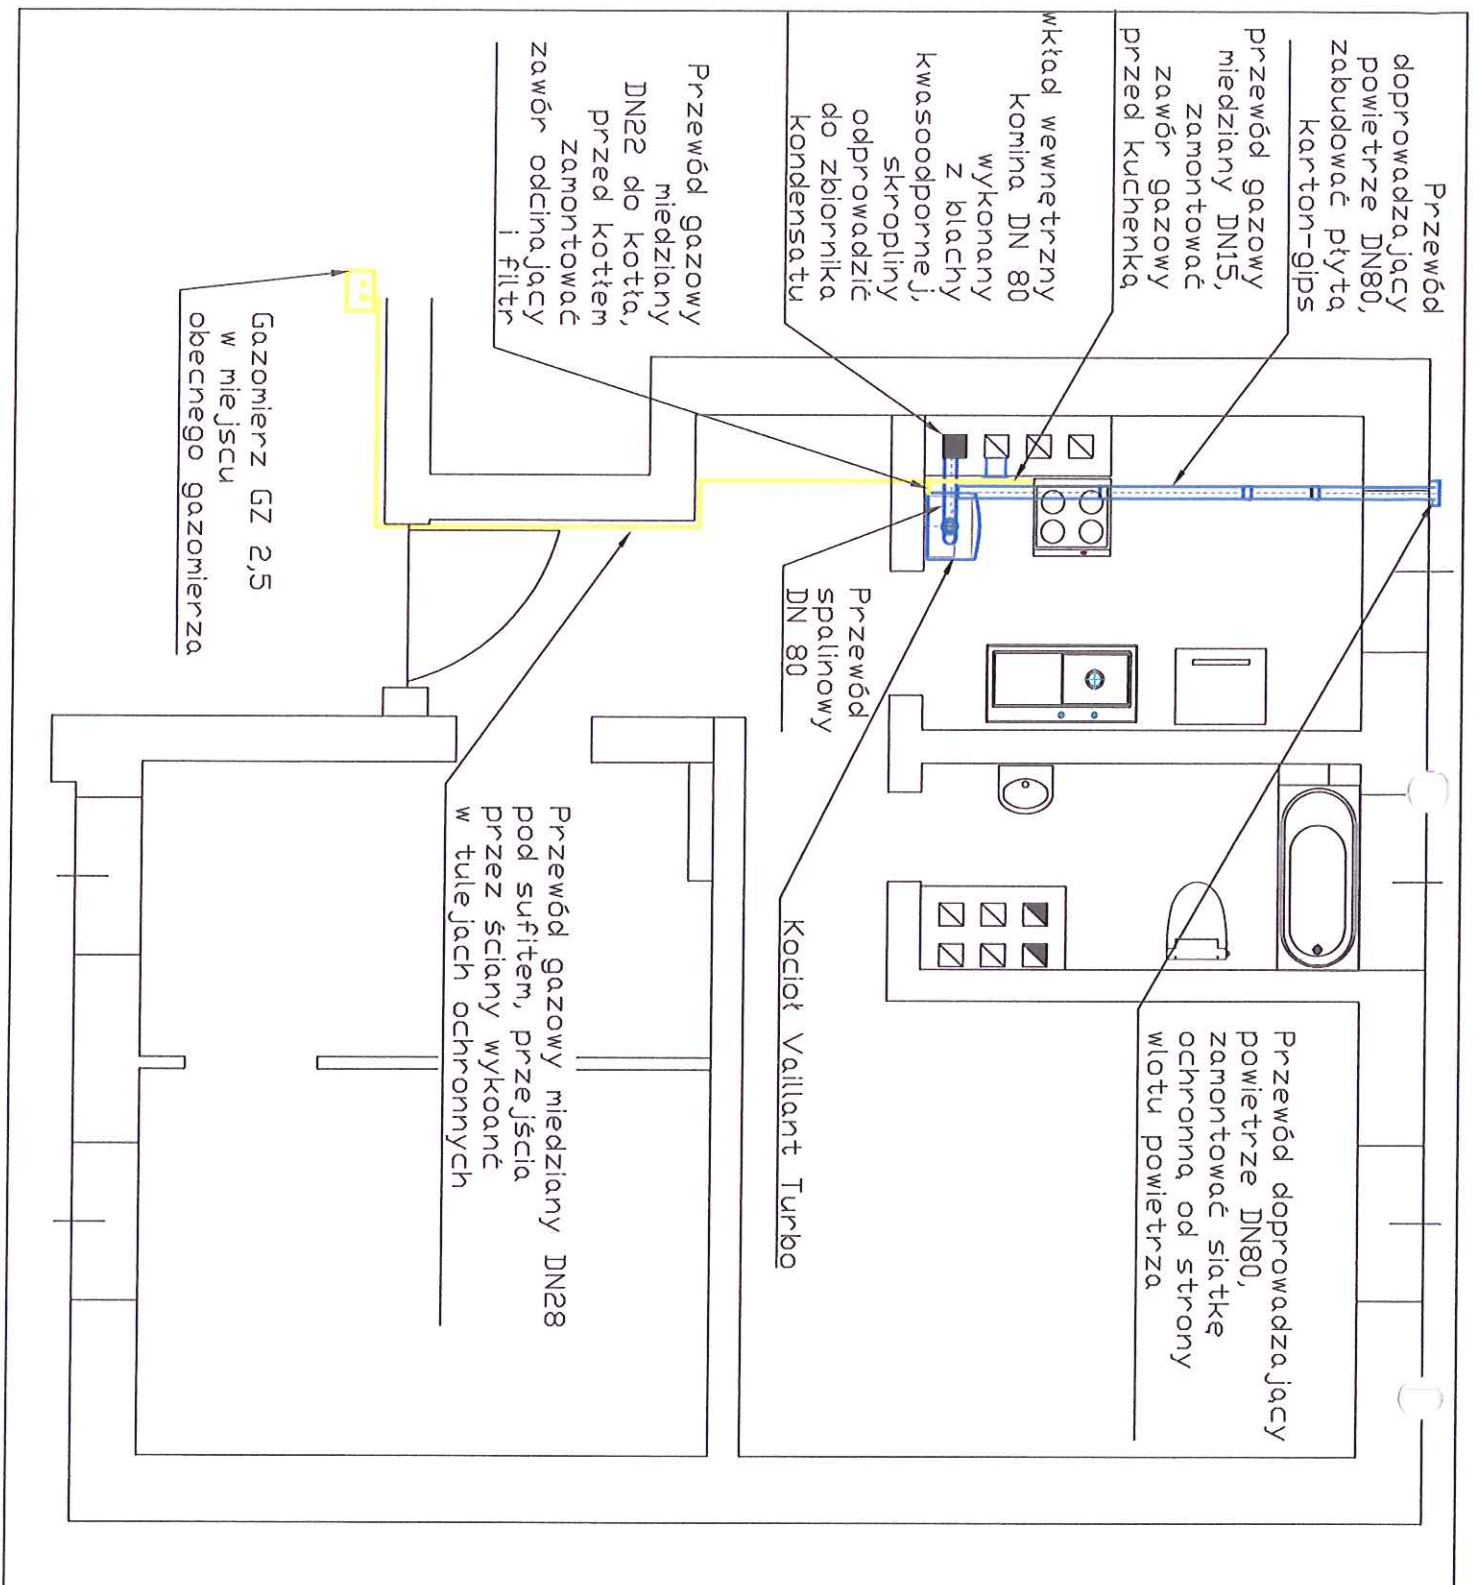 Przewód
doprowadzający
powietrze DN80,
zabudować płytą
karton-gips
przewód gazowy
miedziany DN15,
zamontować
zawór gazowy
przed kuchenką
wkład wewnętrzny
komina DN 80
wykonany
z blachy
kwasoodpornej,
skropliny
odprowadzić
do zbiornika
kondensatu
Przewód gazowy
miedziany
DN22 do kotła,
przed kotłem
zamontować
zawór odcinający
i filtr
Gazomierz GZ 2,5
w miejscu
obecnego gazomierza
Przewód
spalinowy
DN 80
Przewód gazowy miedziany DN28
pod sufitem, przejścia
przez ściany wykoanć
w tulejach ochronnych
Kocioł Vaillant Turbo
Przewód doprowadzający
powietrze DN80,
zamontować siatkę
ochronną od strony
wlotu powietrza